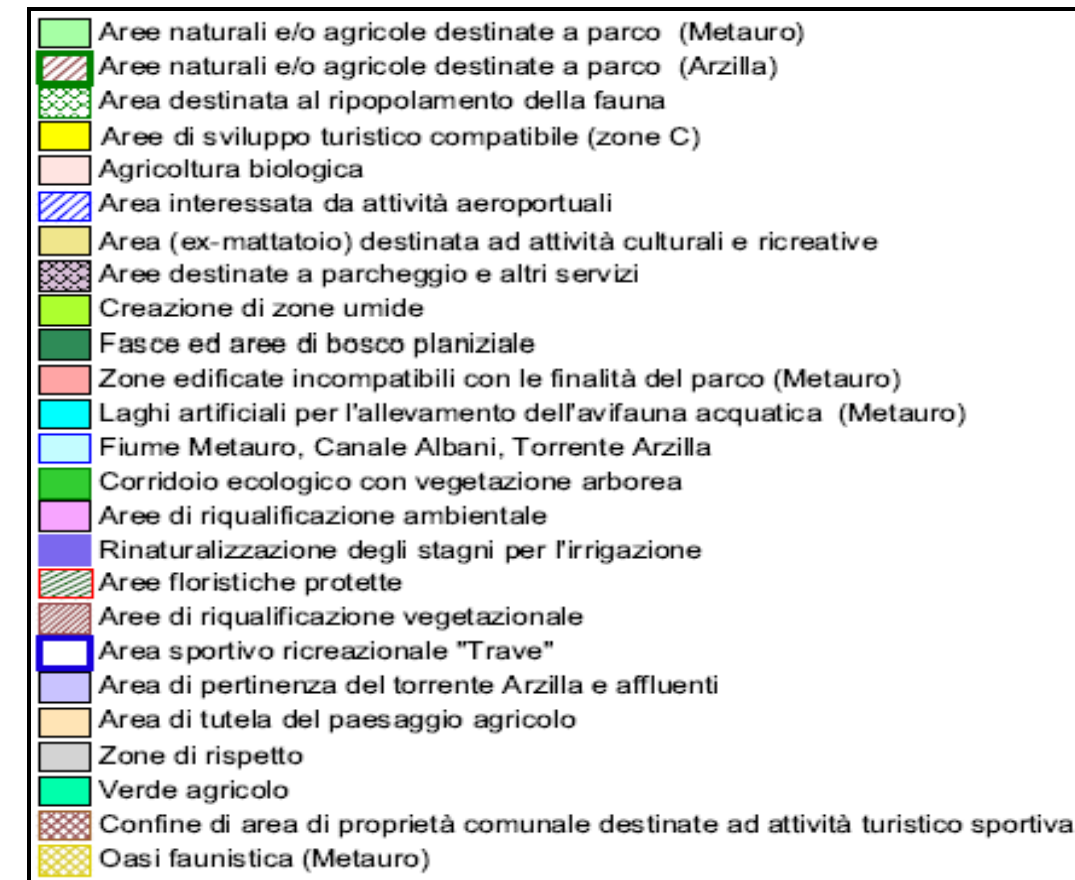 Aree naturali e/o agricole destinate a parco (Metauro)
Aree naturali e/o agricole destinate a parco (Arzilla)
Area destinata al ripopolamento della fauna
Aree di sviluppo turistico compatibile (zone C)
Agricoltura biologica
Area interessata da attività aeroportuali
Area (ex-mattatoio) destinata ad attività culturali e ricreative
Aree destinate a parcheggio e altri servizi
Creazione di zone umide
Fasce ed aree di bosco planiziale
Zone edificate incompatibili con le finalità del parco (Metauro)
Laghi artificiali per l'allevamento dell'avifauna acquatica (Metauro)
Fiume Metauro, Canale Albani, Torrente Arzilla
Corridoio ecologico con vegetazione arborea
Aree di riqualificazione ambientale
Rinaturalizzazione degli stagni per l'irrigazione
Aree floristiche protette
Aree di riqualificazione vegetazionale
Area sportivo ricreazionale "Trave"
Area di pertinenza del torrente Arzilla e affluenti
Area di tutela del paesaggio agricolo
Zone di rispetto
Verde agricolo
Confine di area di proprietà comunale destinate ad attività turistico sportiva
Oasi faunistica (Metauro)